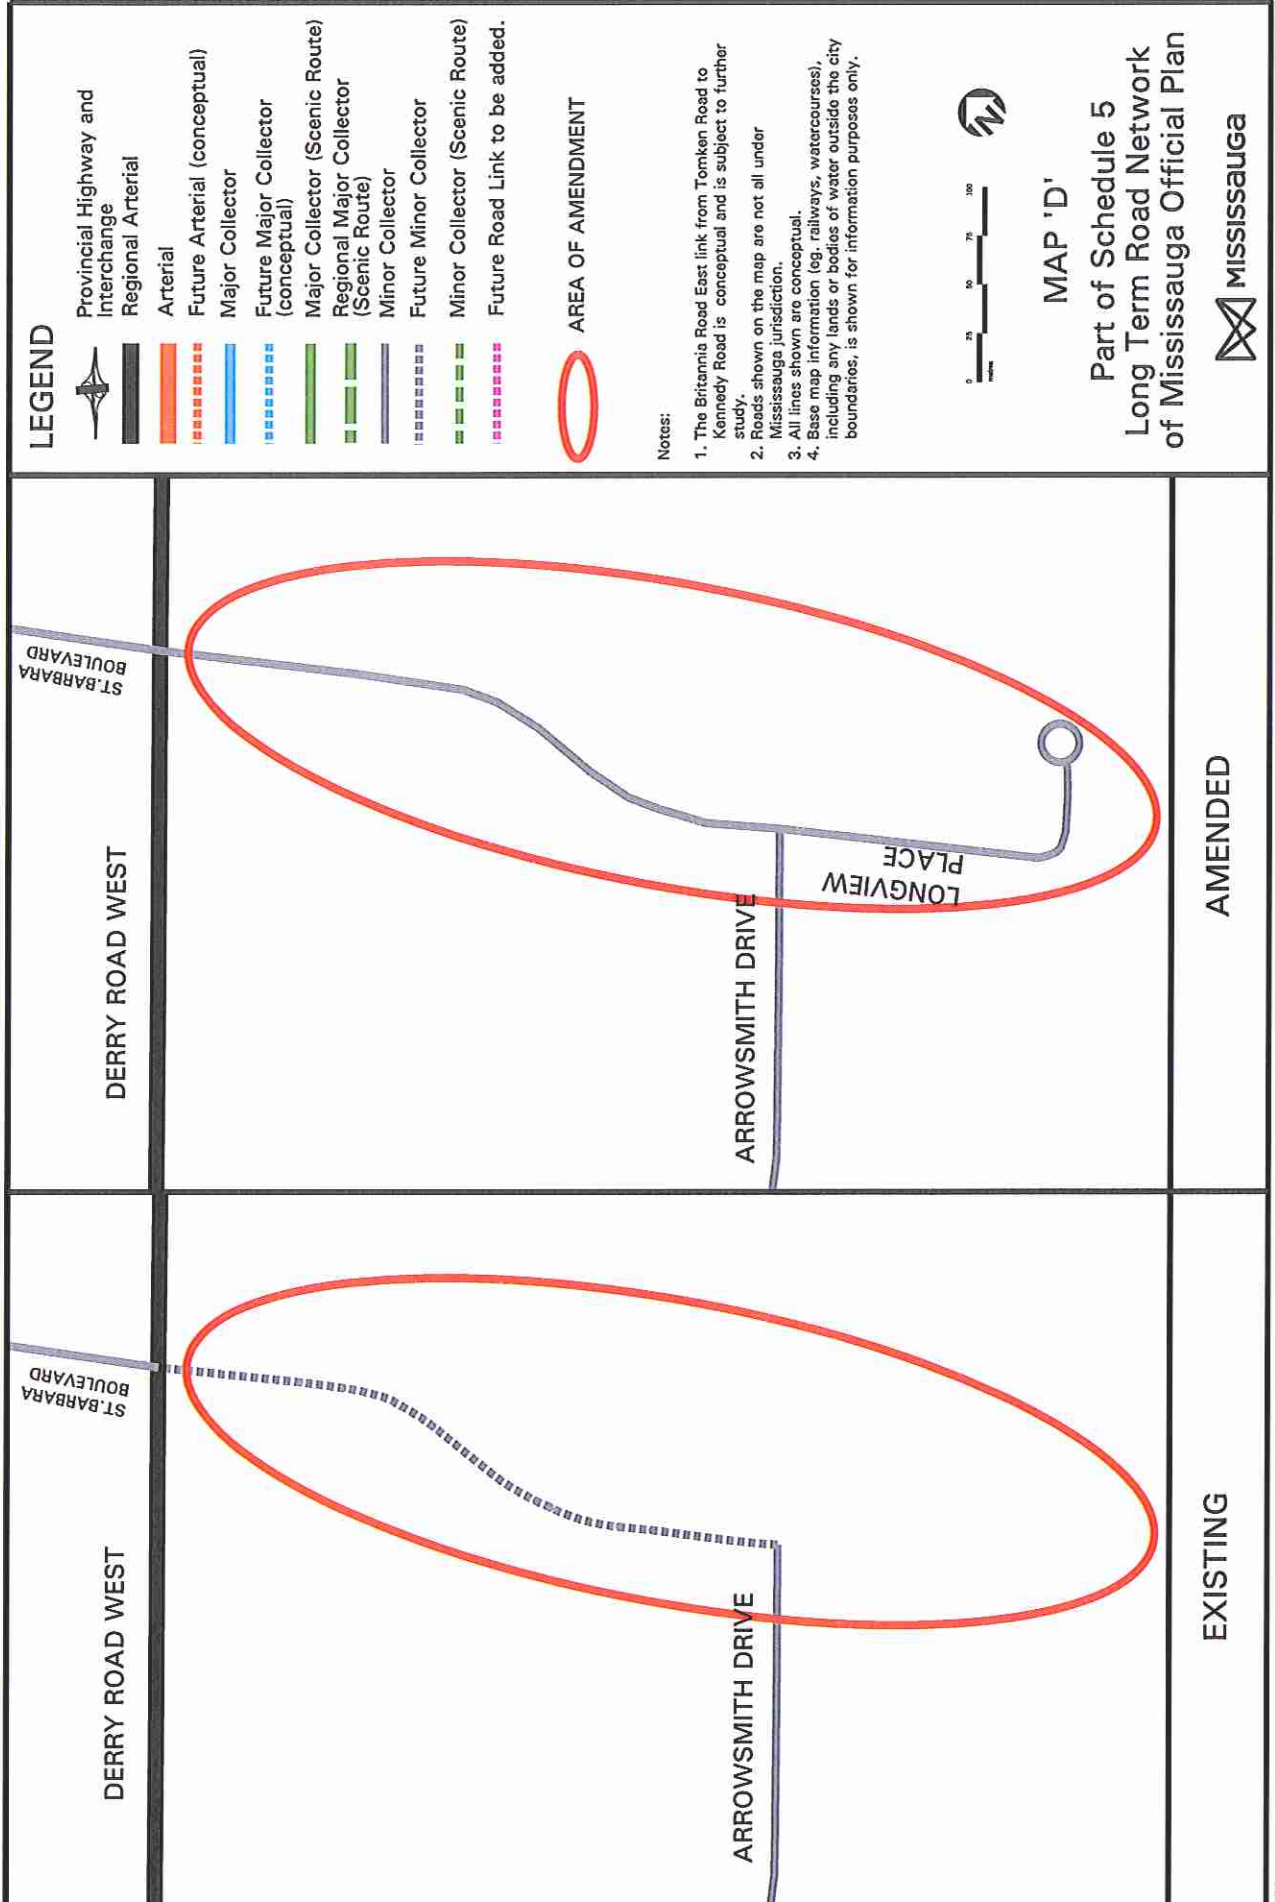 DERRY ROAD WEST
ST.BARBARA
BOULEVARD
ARROWSMITH DRIVE
EXISTING
DERRY ROAD WEST
ST.BARBARA
BOULEVARD
ARROWSMITH DRIVE
LONGVIEW
PLACE
AMENDED
LEGEND
Provincial Highway and
Interchange
Regional Arterial
Arterial
Future Arterial (conceptual)
Major Collector
Future Major Collector
(conceptual)
Major Collector (Scenic Route)
Regional Major Collector
(Scenic Route)
Minor Collector
Future Minor Collector
Minor Collector (Scenic Route)
Future Road Link to be added.
AREA OF AMENDMENT
Notes:
1. The Britannia Road East link from Tomken Road to
Kennedy Road is conceptual and is subject to further
study.
2. Roads shown on the map are not all under
Mississauga jurisdiction.
3. All lines shown are conceptual.
4. Base map information (eg. railways, watercourses),
including any lands or bodies of water outside the city
boundaries, is shown for information purposes only.
N
0 25 50 75 100
metres
MAP 'D'
Part of Schedule 5
Long Term Road Network
of Mississauga Official Plan
MISSISSAUGA